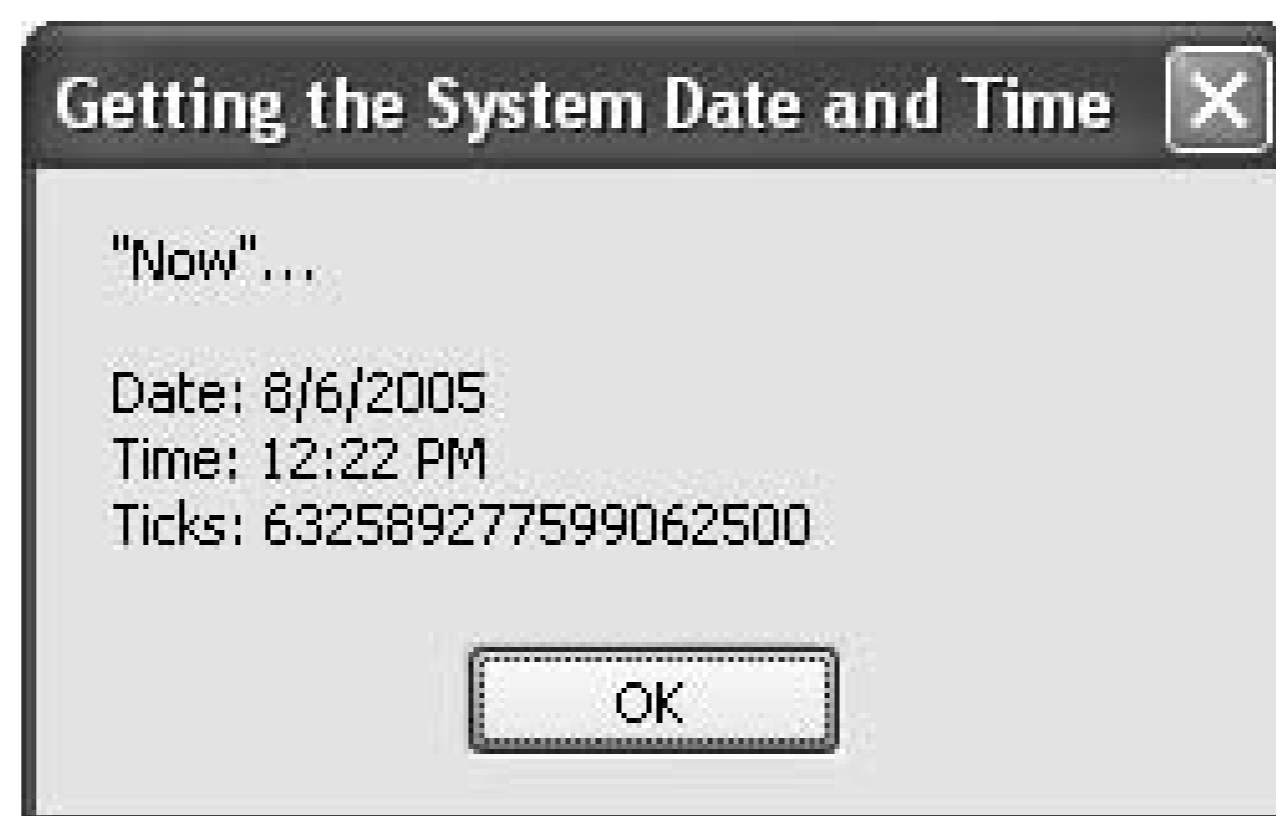 Getting the System Date and Time
"Now"...
Date: 8/6/2005
Time: 12:22 PM
Ticks: 632589277599062500
OK